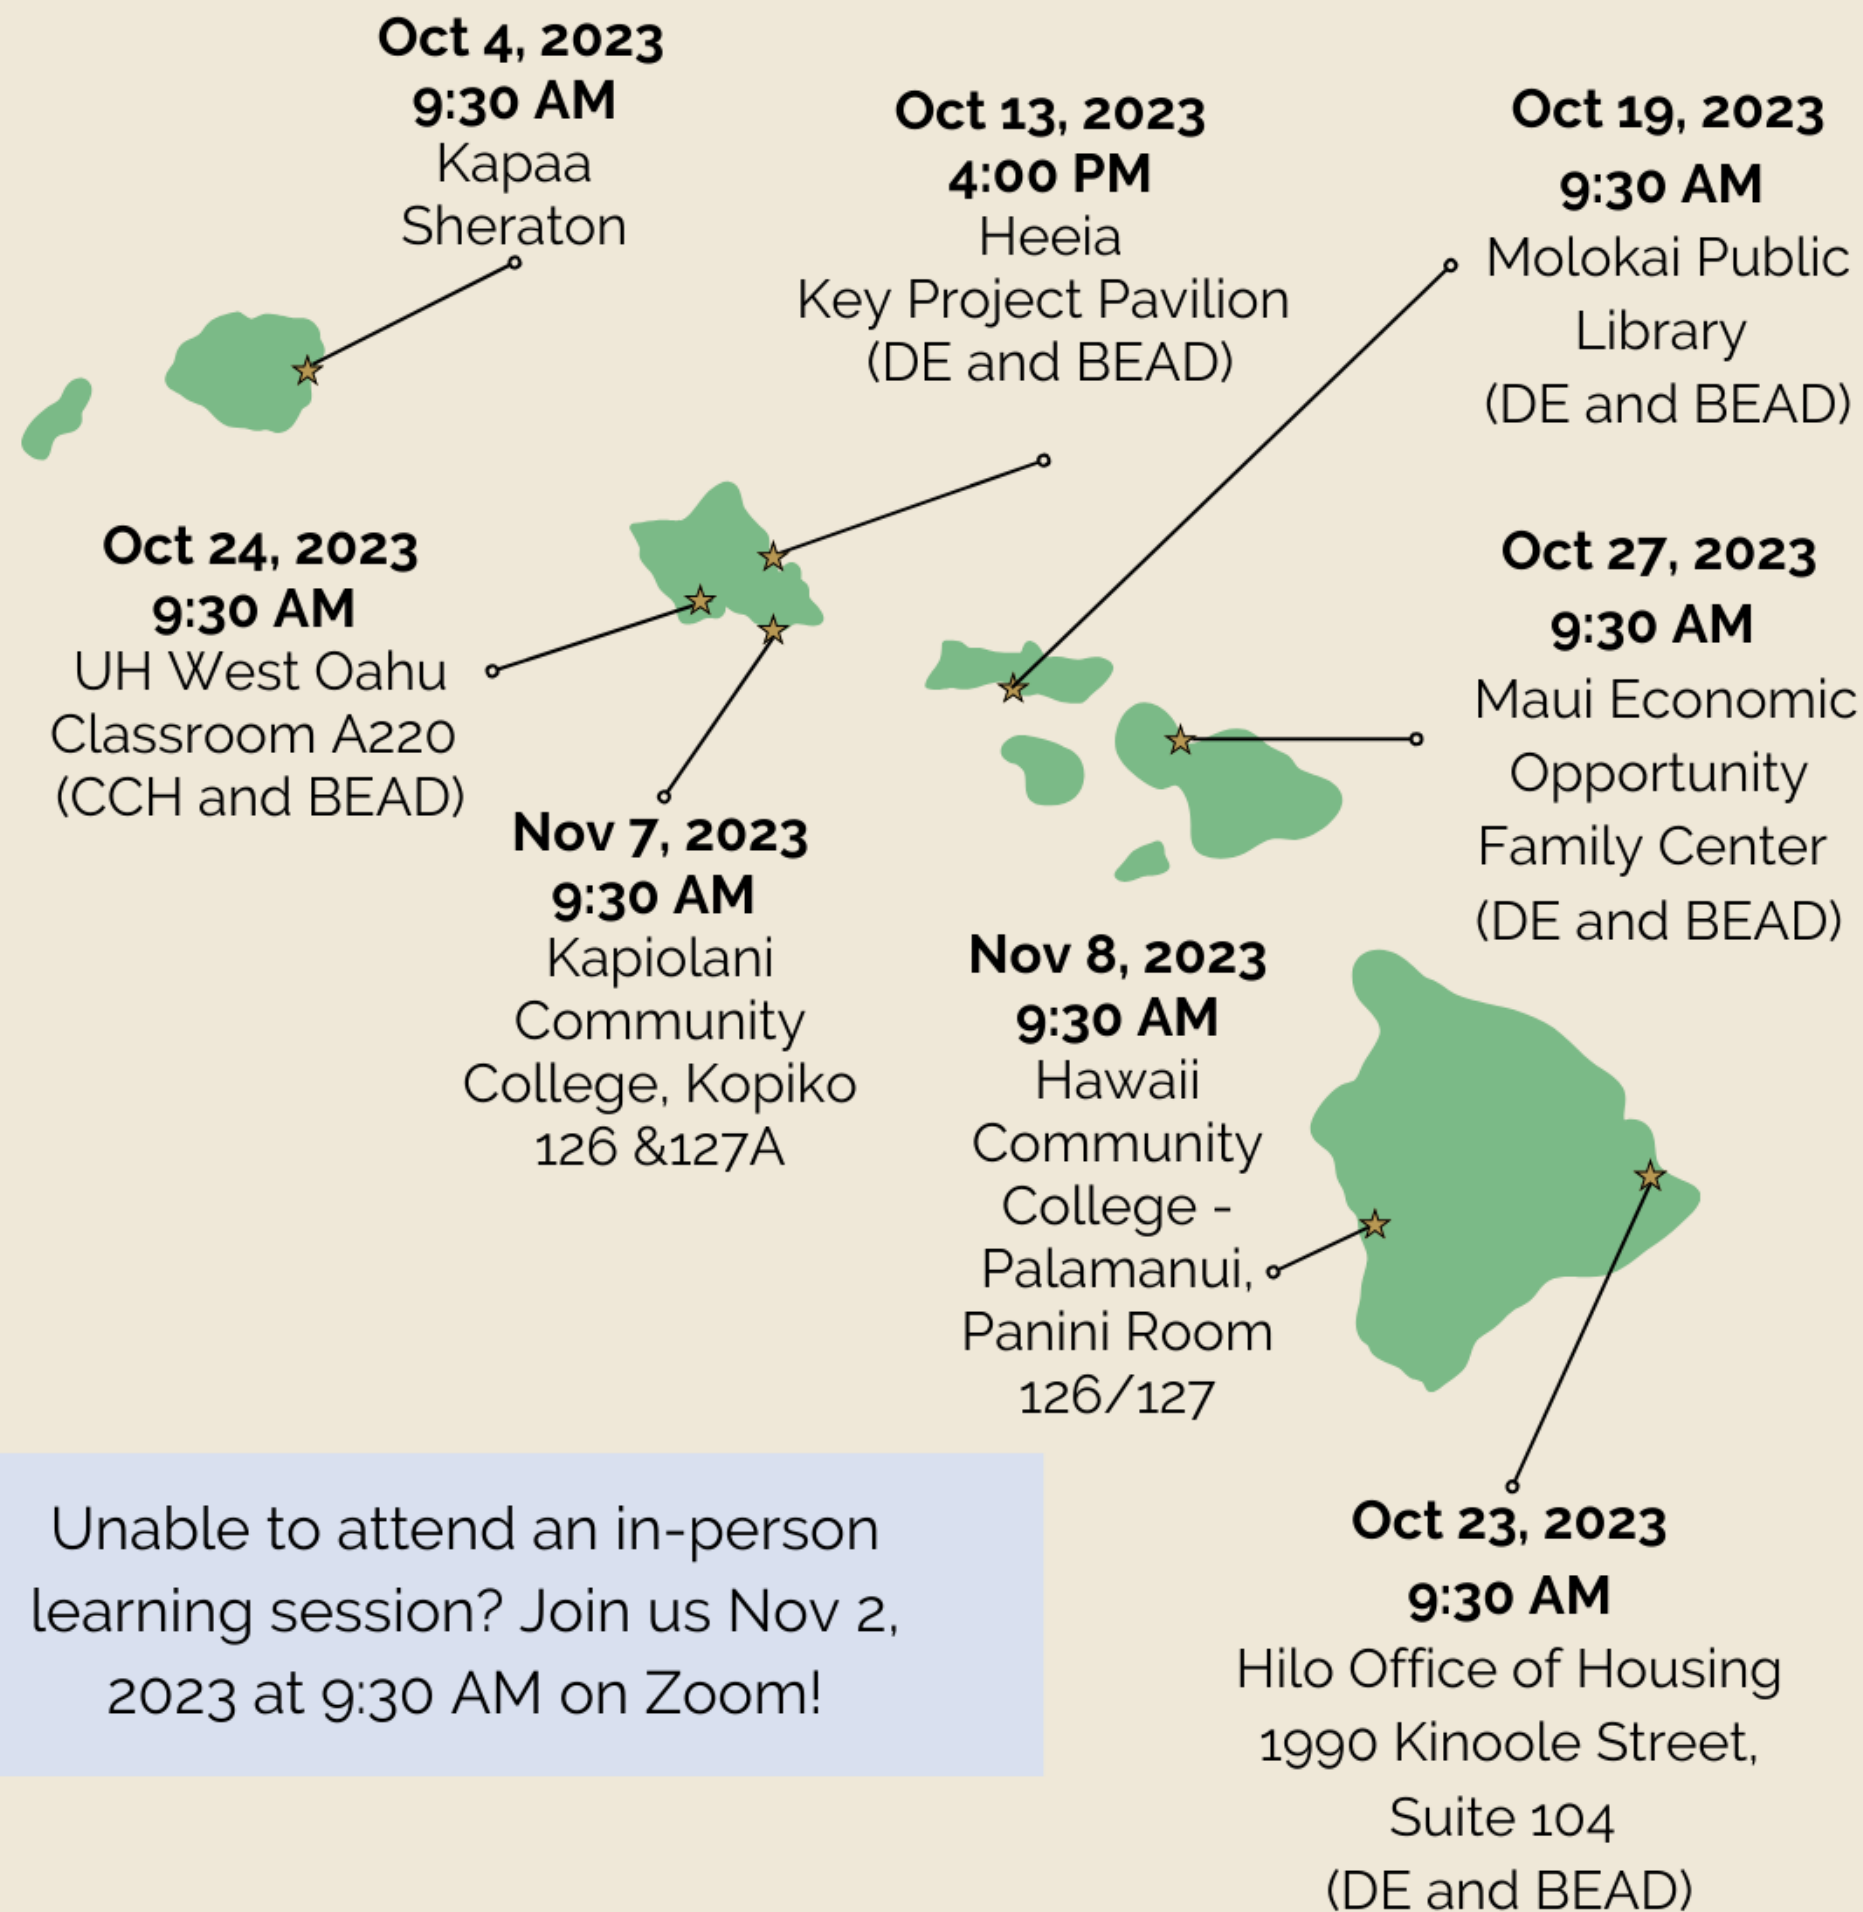 Oct 4, 2023
9:30 AM
Kapaa
Sheraton
Oct 13, 2023
4:00 PM
Heeia
Key Project Pavilion
(DE and BEAD)
Oct 19, 2023
9:30 AM
Molokai Public
Library
(DE and BEAD)
Oct 24, 2023
9:30 AM
UH West Oahu
Classroom A220
(CCH and BEAD)
Oct 27, 2023
9:30 AM
Maui Economic
Opportunity
Family Center
(DE and BEAD)
Nov 7, 2023
9:30 AM
Kapiolani
Community
College, Kopiko
126 &127A
Nov 8, 2023
9:30 AM
Hawaii
Community
College -
Palamanui,
Panini Room
126/127
Unable to attend an in-person
learning session? Join us Nov 2,
2023 at 9:30 AM on Zoom!
Oct 23, 2023
9:30 AM
Hilo Office of Housing
1990 Kinoole Street,
Suite 104
(DE and BEAD)